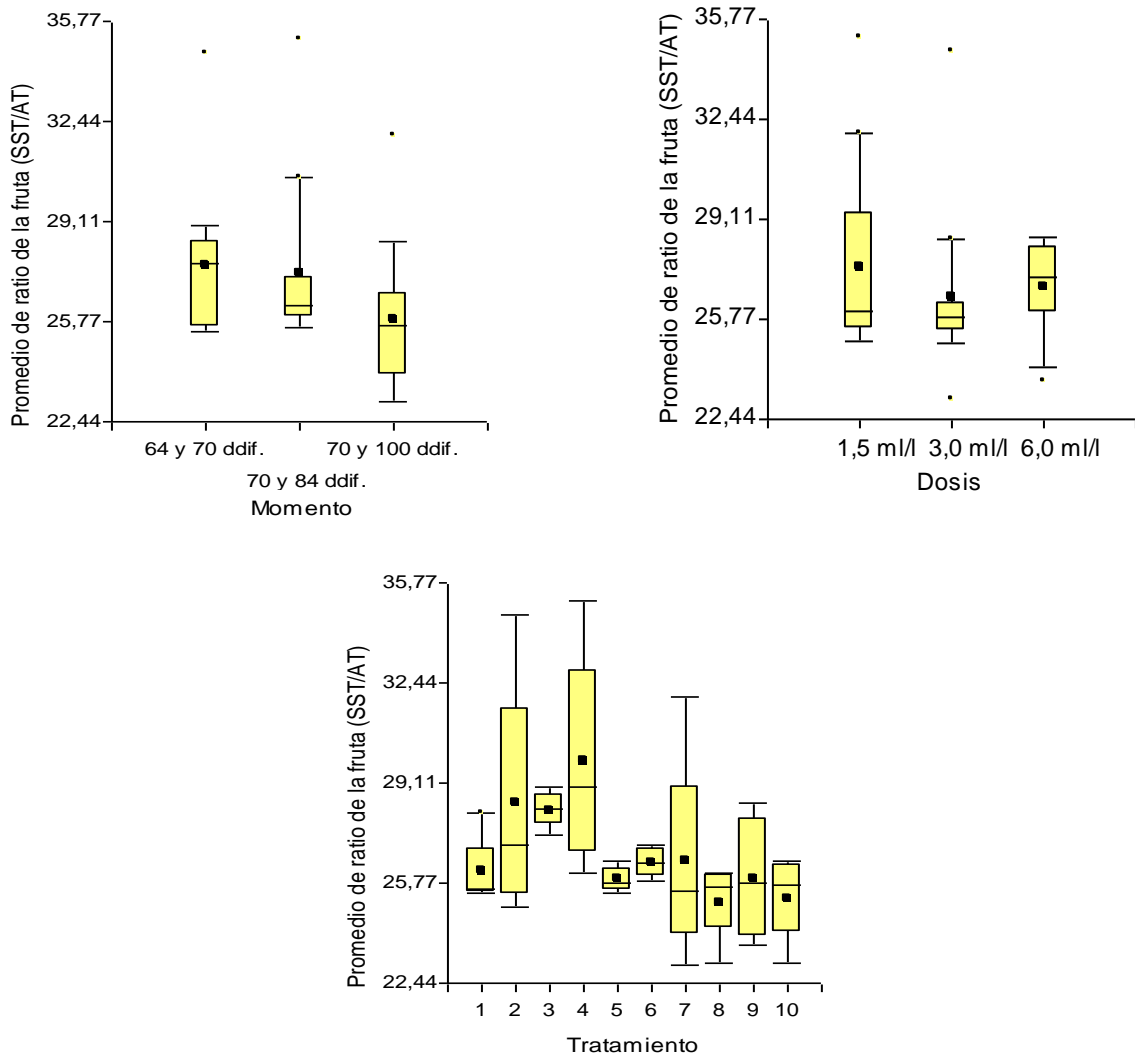 Promedio de ratio de la fruta (SST/AT)
35,77
32,44
29,11
25,77
22,44
64 y 70 ddif.
70 y 100 ddif.
70 y 84 ddif.
Momento
Promedio de ratio de la fruta (SST/AT)
35,77
32,44
29,11
25,77
22,44
1,5 ml/l 3,0 ml/l 6,0 ml/l
Dosis
Promedio de ratio de la fruta (SST/AT)
35,77
32,44
29,11
25,77
22,44
1 2 3 4 5 6 7 8 9 10
Tratamiento